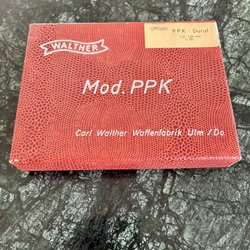 WALTHER
PPK Dural
Mod. PPK
Carl Walther Waffenfabrik Ulm/Do